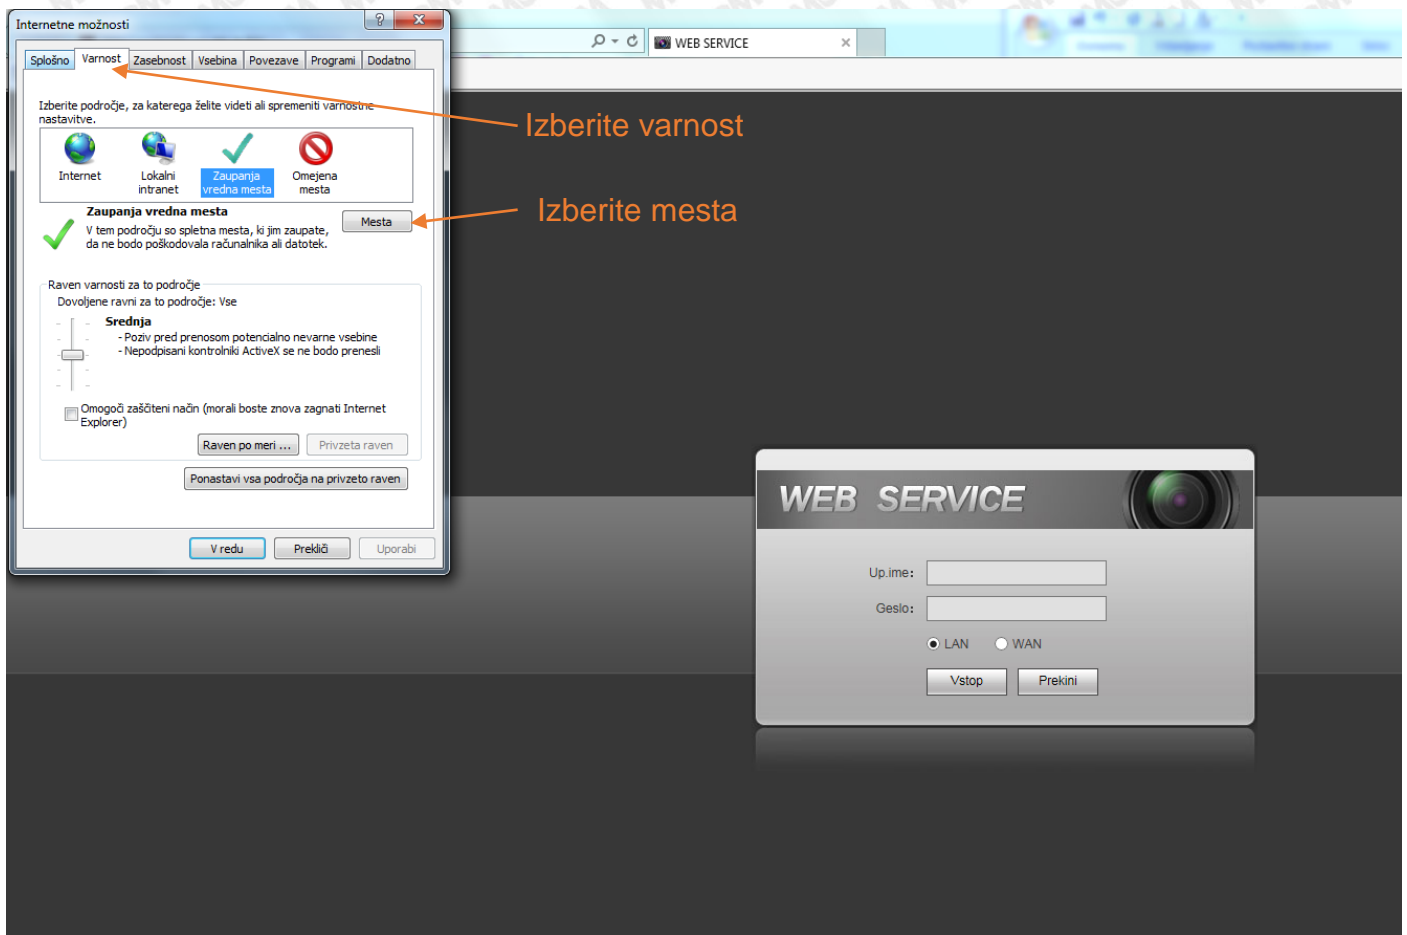 Internetne možnosti
WEB SERVICE
Splošno Varnost Zasebnost Vsebina Povezave Programi Dodatno
Izberite področje, za katerega želite videti ali spremeniti varnostne
nastavitve.
Internet
Lokalni
intranet
Zaupanja
vredna mesta
Omejena
mesta
Zaupanja vredna mesta
V tem področju so spletna mesta, ki jim zaupate,
da ne bodo poškodovala računalnika ali datotek.
Mesta
Raven varnosti za to področje
Dovoljene ravni za to področje: Vse
Srednja
- Poziv pred prenosom potencialno nevarne vsebine
- Nepodpisani kontrolniki ActiveX se ne bodo prenesli
Omogoči zaščiteni način (morali boste znova zagnati Internet
Explorer)
Raven po meri ... Privzeta raven
Ponastavi vsa področja na privzeto raven
V redu Prekliči Uporabi
Izberite varnost
Izberite mesta
WEB SERVICE
Up.ime:
Geslo:
LAN WAN
Vstop Prekini